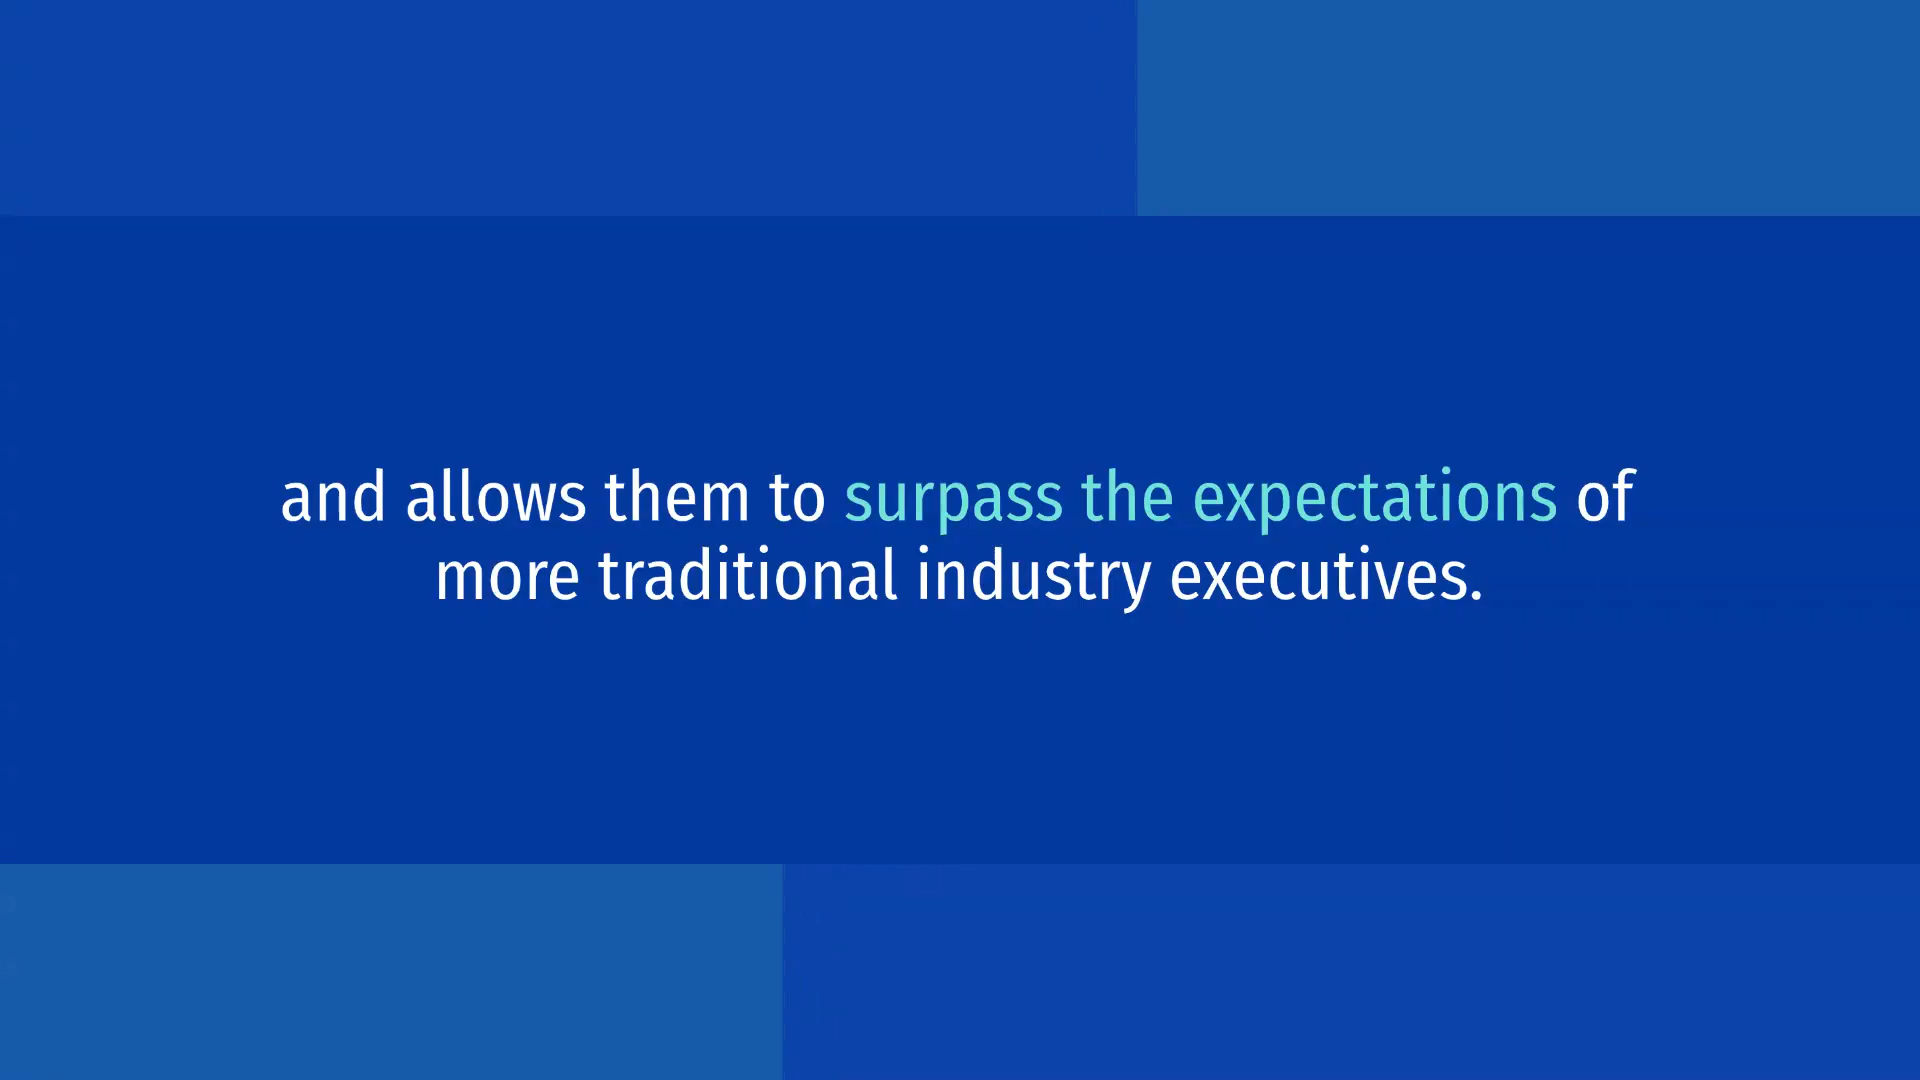 and allows them to surpass the expectations of
more traditional industry executives.